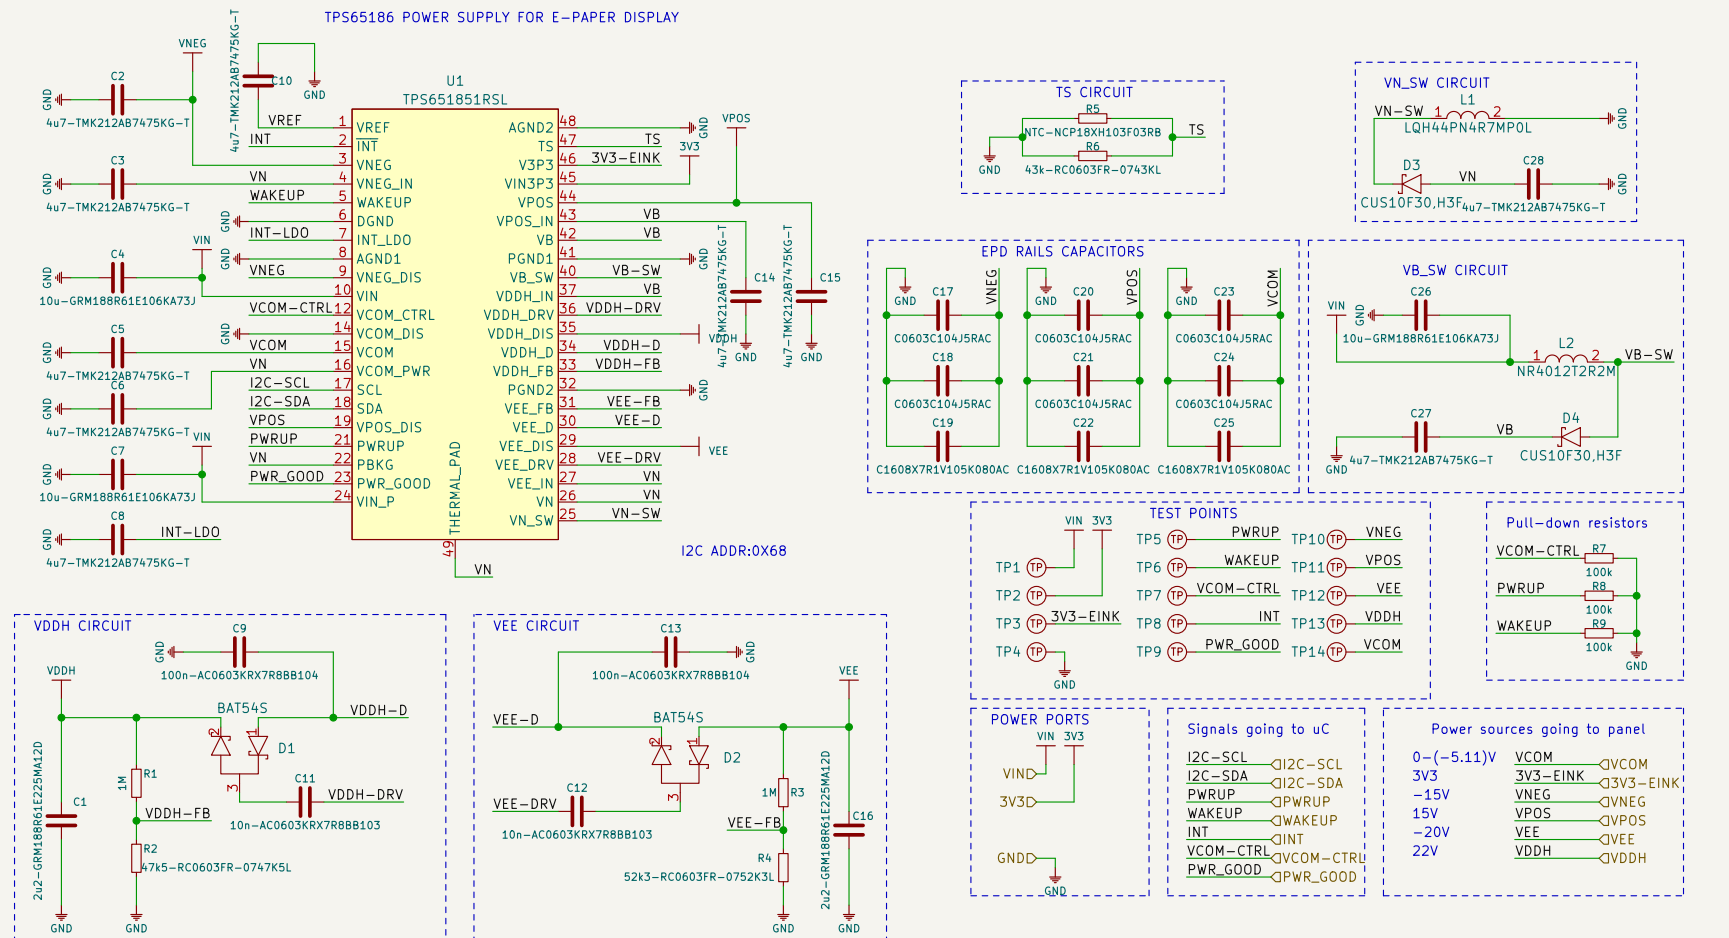 TPS65186 POWER SUPPLY FOR E-PAPER DISPLAY
VNEG
C2
GND
4u7-TMK212AB7475KG-T
4u7-TMK212AB7475KG-T
C10
GND
VREF
INT
C3
GND
VN
4u7-TMK212AB7475KG-T
WAKEUP
GND
INT-LDO
VIN
GND
C4
GND
VNEG
10u-GRM188R61E106KA73J
VCOM-CTRL
GND
C5
GND
VCOM
4u7-TMK212AB7475KG-T
VN
C6
GND
I2C-SCL
I2C-SDA
4u7-TMK212AB7475KG-T
VPOS
VIN
PWRUP
C7
GND
VN
PWR_GOOD
10u-GRM188R61E106KA73J
C8
GND
INT-LDO
4u7-TMK212AB7475KG-T
U1
TPS651851RSL
1 VREF
2 INT
3 VNEG
4 VNEG_IN
5 WAKEUP
6 DGND
7 INT_LDO
8 AGND1
9 VNEG_DIS
10 VIN
12 VCOM_CTRL
14 VCOM_DIS
15 VCOM
16 VCOM_PWR
17 SCL
18 SDA
19 VPOS_DIS
21 PWRUP
22 PBKG
23 PWR_GOOD
24 VIN_P
THERMAL_PAD
49
VN
AGND2 48 GND
TS 47 TS
V3P3 46 3V3-EINK
VIN3P3 45 3V3
VPOS 44 VPOS
VPOS_IN 43 VB
VB 42 VB
PGND1 41 GND
VB_SW 40 VB-SW
VDDH_IN 37 VB
VDDH_DRV 36 VDDH-DRV
VDDH_DIS 35 VDDH
VDDH_D 34 VDDH-D
VDDH_FB 33 VDDH-FB
PGND2 32 GND
VEE_FB 31 VEE-FB
VEE_D 30 VEE-D
VEE_DIS 29 VEE
VEE_DRV 28 VEE-DRV
VEE_IN 27 VN
VN 26 VN
VN_SW 25 VN-SW
4u7-TMK212AB7475KG-T
C14
GND
4u7-TMK212AB7475KG-T
C15
GND
I2C ADDR:0X68
TS CIRCUIT
R5
NTC-NCP18XH103F03RB
TS
R6
GND
43k-RC0603FR-0743KL
VN_SW CIRCUIT
VN-SW
1 L1 2
LQH44PN4R7MP0L
GND
D3
VN
C28
GND
CUS10F30,H3F
4u7-TMK212AB7475KG-T
EPD RAILS CAPACITORS
GND
C17
VNEG
C0603C104J5RAC
C18
C0603C104J5RAC
C19
C1608X7R1V105K080AC
GND
C20
VPOS
C0603C104J5RAC
C21
C0603C104J5RAC
C22
C1608X7R1V105K080AC
GND
C23
VCOM
C0603C104J5RAC
C24
C0603C104J5RAC
C25
C1608X7R1V105K080AC
VB_SW CIRCUIT
VIN
GND
C26
10u-GRM188R61E106KA73J
1 L2 2
VB-SW
NR4012T2R2M
C27
VB
D4
GND
4u7-TMK212AB7475KG-T
CUS10F30,H3F
TEST POINTS
VIN 3V3
TP1 TP
TP2 TP
TP3 TP 3V3-EINK
TP4 TP
GND
TP5 TP PWRUP
TP6 TP WAKEUP
TP7 TP VCOM-CTRL
TP8 TP INT
TP9 TP PWR_GOOD
TP10 TP VNEG
TP11 TP VPOS
TP12 TP VEE
TP13 TP VDDH
TP14 TP VCOM
Pull-down resistors
VCOM-CTRL R7
100k
PWRUP R8
100k
WAKEUP R9
100k
GND
VDDH CIRCUIT
C9
GND
100n-AC0603KRX7R8BB104
VDDH
VDDH-D
BAT54S
2 1
D1
3
R1
1M
C11
VDDH-DRV
10n-AC0603KRX7R8BB103
C1
2u2-GRM188R61E225MA12D
VDDH-FB
R2
47k5-RC0603FR-0747K5L
GND
GND
VEE CIRCUIT
C13
GND
100n-AC0603KRX7R8BB104
VEE
VEE-D
BAT54S
2 1
D2
3
VEE-DRV
C12
10n-AC0603KRX7R8BB103
1M R3
VEE-FB
R4
52k3-RC0603FR-0752K3L
2u2-GRM188R61E225MA12D
C16
GND
GND
POWER PORTS
VIN 3V3
VIN
3V3
GND
GND
Signals going to uC
I2C-SCL I2C-SCL
I2C-SDA I2C-SDA
PWRUP PWRUP
WAKEUP WAKEUP
INT INT
VCOM-CTRL VCOM-CTRL
PWR_GOOD PWR_GOOD
Power sources going to panel
0-(-5.11)V VCOM VCOM
3V3 3V3-EINK 3V3-EINK
-15V VNEG VNEG
15V VPOS VPOS
-20V VEE VEE
22V VDDH VDDH